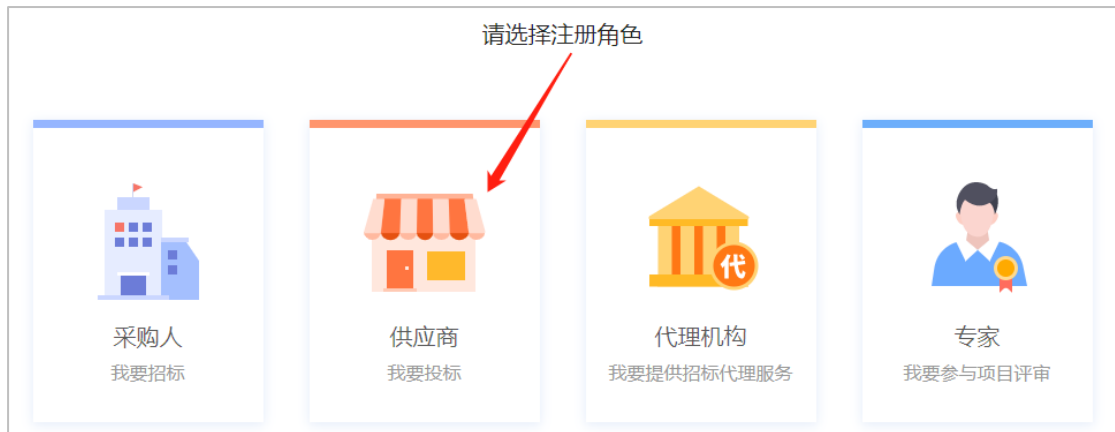 请选择注册角色
代
采购人
供应商
代理机构
专家
我要招标
我要投标
我要提供招标代理服务
我要参与项目评审